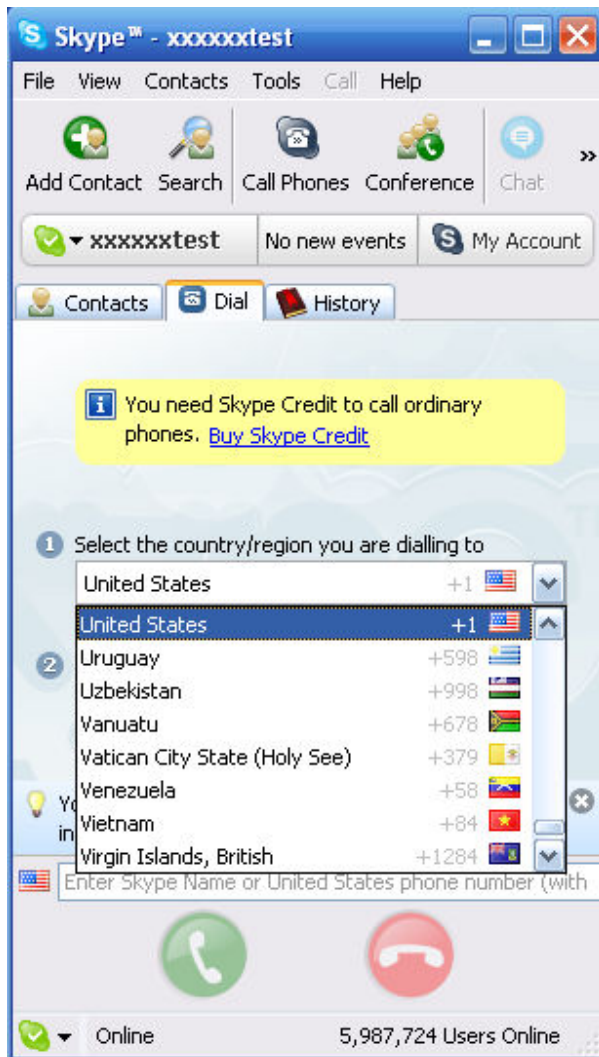 Skype™ - xxxxxxtest
File View Contacts Tools Call Help
Add Contact Search Call Phones Conference Chat »
xxxxxxtest No new events My Account
Contacts Dial History
You need Skype Credit to call ordinary
phones. Buy Skype Credit
1 Select the country/region you are dialling to
United States +1
United States +1
2
Uruguay +598
Uzbekistan +998
Vanuatu +678
Vatican City State (Holy See) +379
Venezuela +58
Vietnam +84
Virgin Islands, British +1284
in
Enter Skype Name or United States phone number (with
Online 5,987,724 Users Online